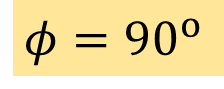 𝜙 = 90º